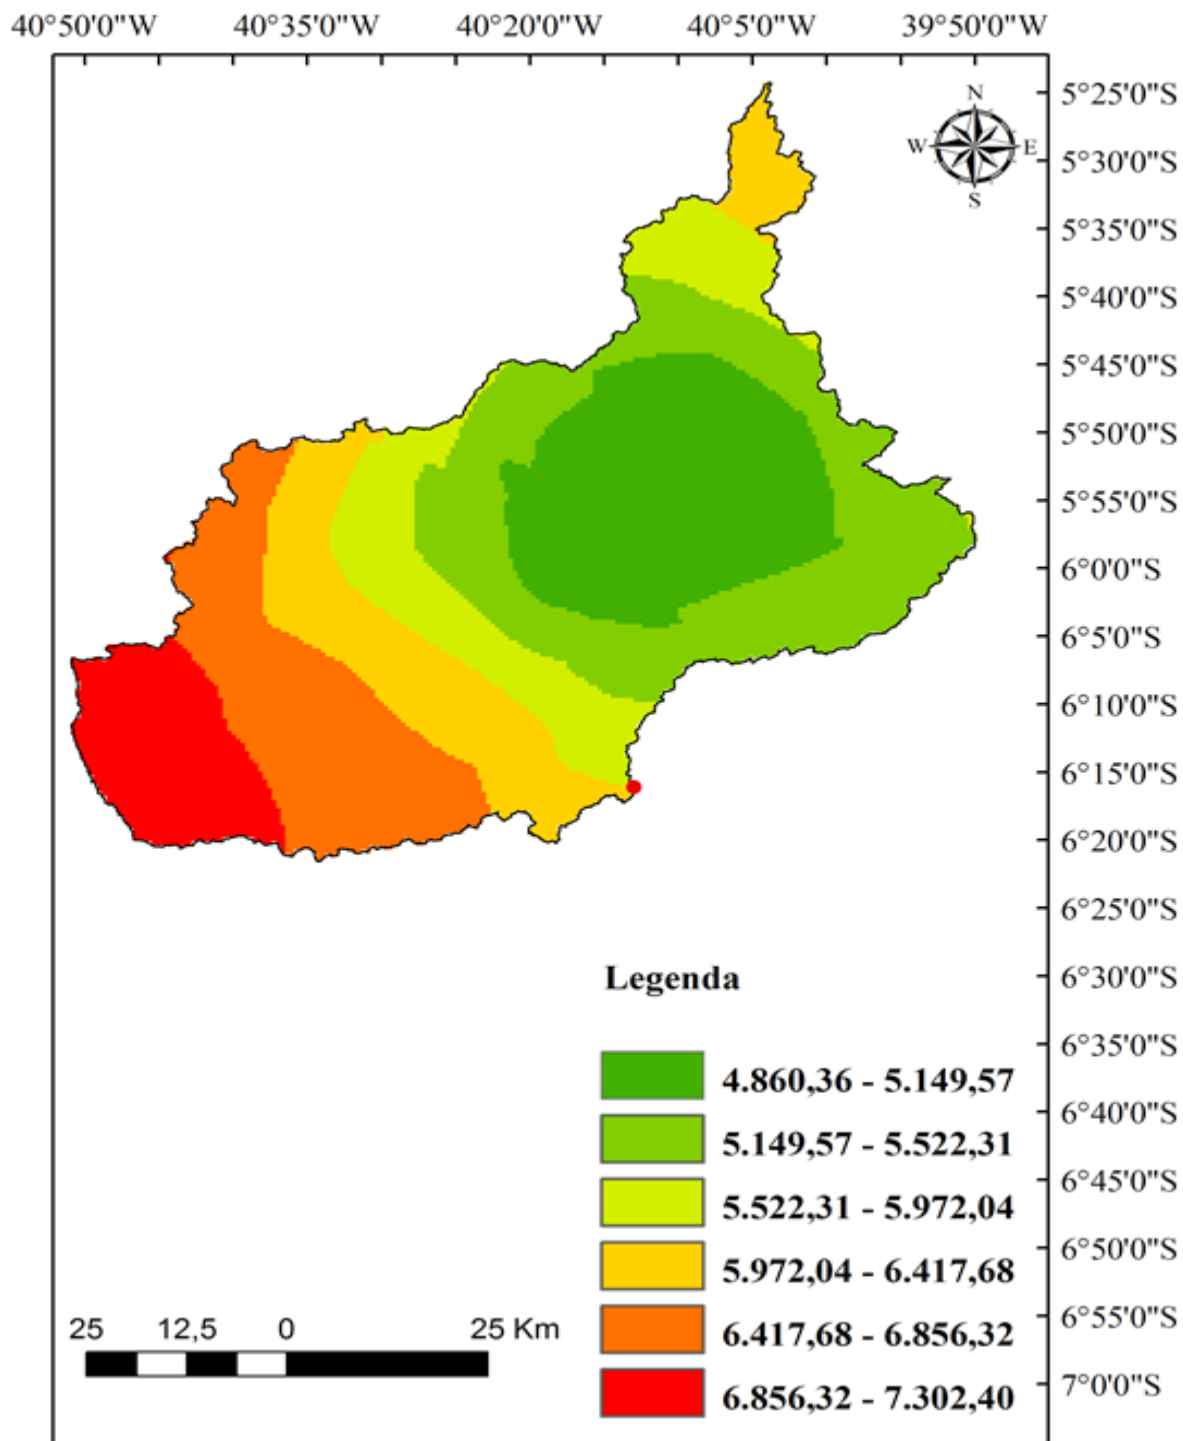 40°50'0"W 40°35'0"W 40°20'0"W 40°5'0"W 39°50'0"W
5°25'0"S
N
W E
S
5°30'0"S
5°35'0"S
5°40'0"S
5°45'0"S
5°50'0"S
5°55'0"S
6°0'0"S
6°5'0"S
6°10'0"S
6°15'0"S
6°20'0"S
6°25'0"S
6°30'0"S
6°35'0"S
6°40'0"S
6°45'0"S
6°50'0"S
6°55'0"S
7°0'0"S
Legenda
4.860,36 - 5.149,57
5.149,57 - 5.522,31
5.522,31 - 5.972,04
5.972,04 - 6.417,68
6.417,68 - 6.856,32
6.856,32 - 7.302,40
25 12,5 0 25 Km